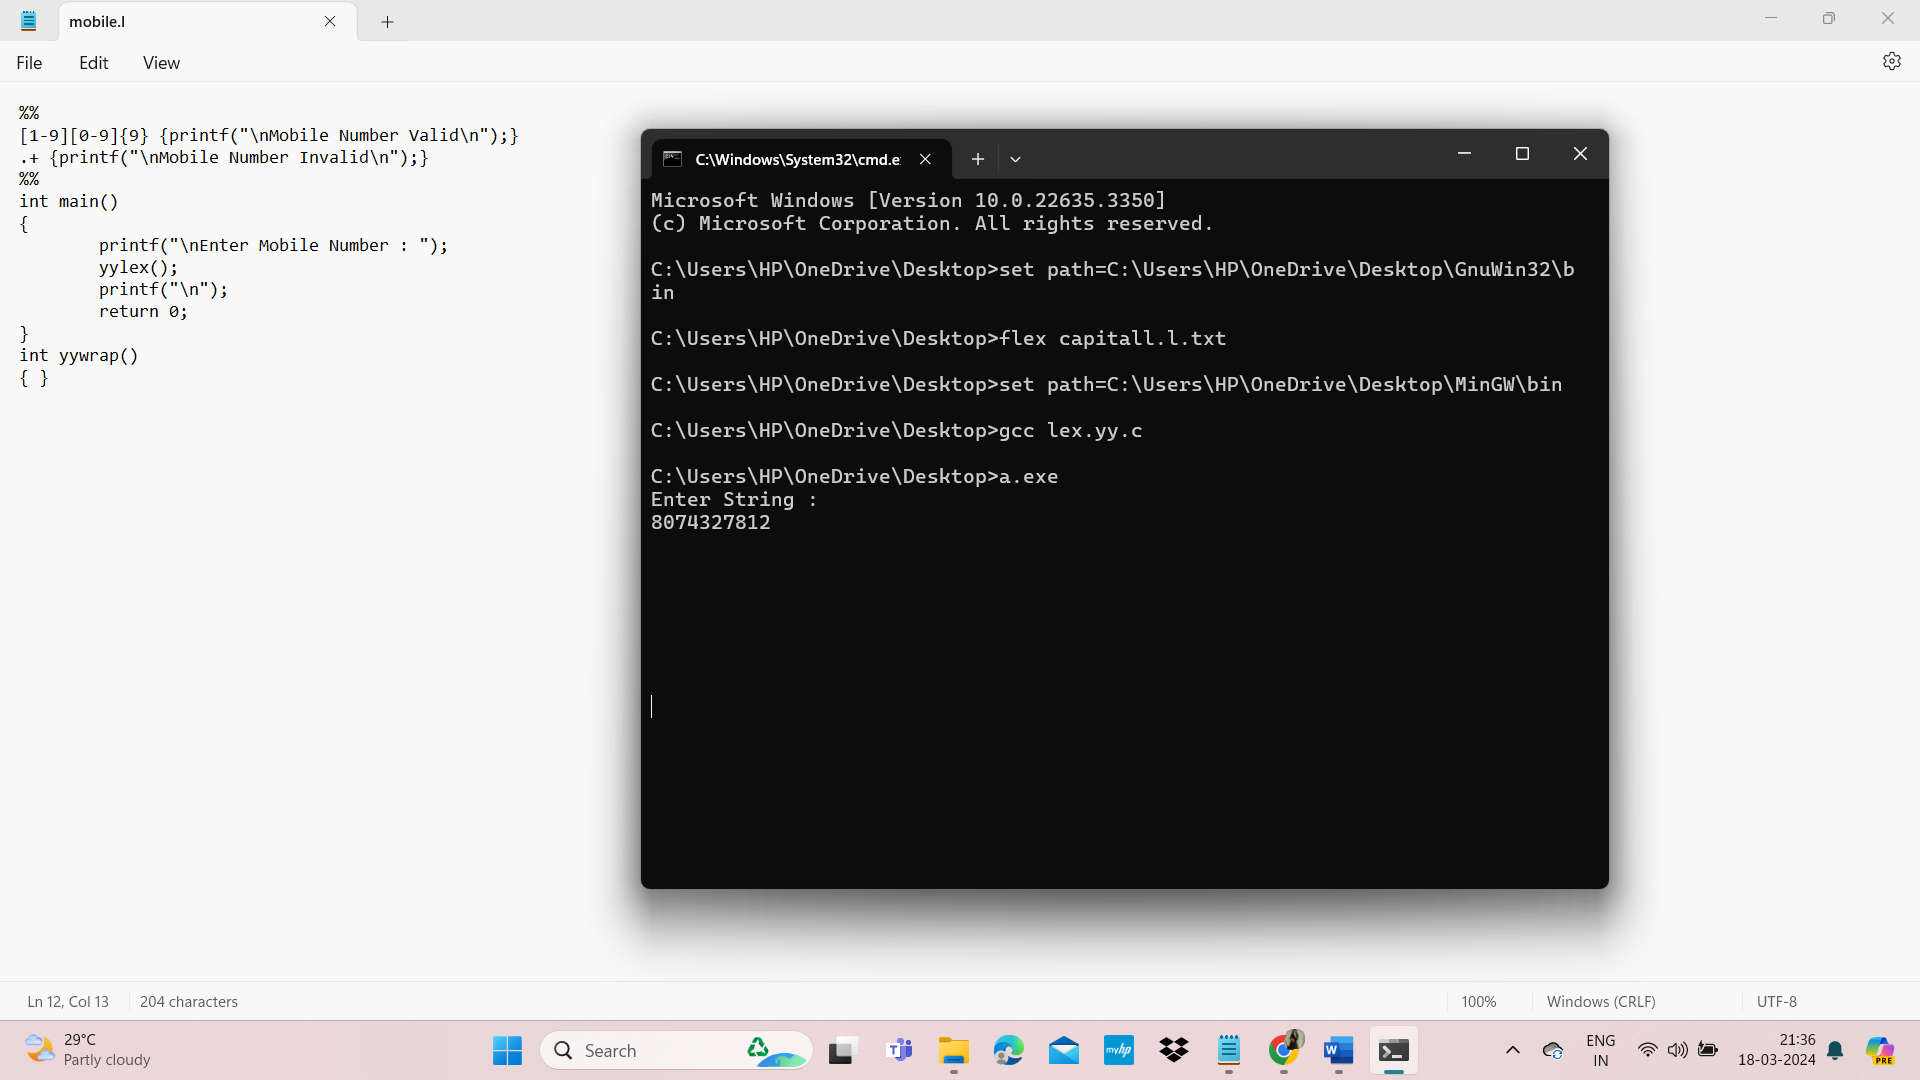 mobile.l
File Edit View
%%
[1-9][0-9]{9} {printf("\nMobile Number Valid\n");}
.+ {printf("\nMobile Number Invalid\n");}
%%
int main()
{
printf("\nEnter Mobile Number : ");
yylex();
printf("\n");
return 0;
}
int yywrap()
{ }
C:\Windows\System32\cmd.e
Microsoft Windows [Version 10.0.22635.3350]
(c) Microsoft Corporation. All rights reserved.
C:\Users\HP\OneDrive\Desktop>set path=C:\Users\HP\OneDrive\Desktop\GnuWin32\b
in
C:\Users\HP\OneDrive\Desktop>flex capitall.l.txt
C:\Users\HP\OneDrive\Desktop>set path=C:\Users\HP\OneDrive\Desktop\MinGW\bin
C:\Users\HP\OneDrive\Desktop>gcc lex.yy.c
C:\Users\HP\OneDrive\Desktop>a.exe
Enter String :
8074327812
Ln 12, Col 13 204 characters 100% Windows (CRLF) UTF-8
29°C
Partly cloudy
Search
myhp
ENG
IN
21:36
18-03-2024
PRE